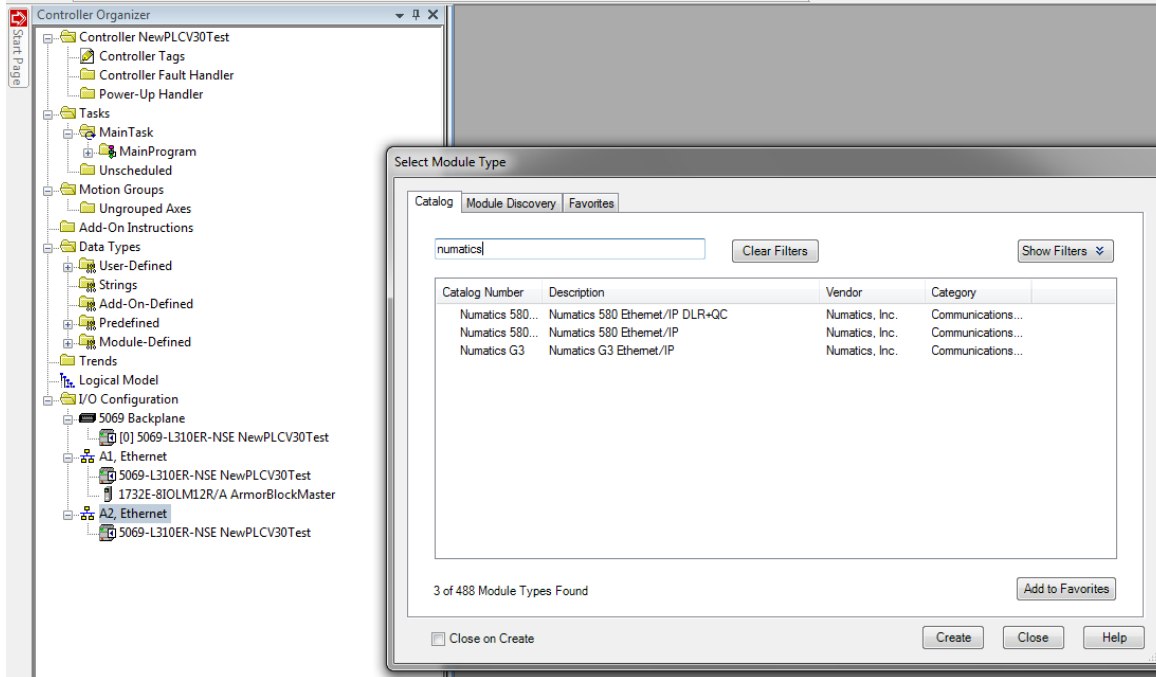 Start Page
Controller Organizer
Controller NewPLCV30Test
Controller Tags
Controller Fault Handler
Power-Up Handler
Tasks
MainTask
MainProgram
Unscheduled
Motion Groups
Ungrouped Axes
Add-On Instructions
Data Types
User-Defined
Strings
Add-On-Defined
Predefined
Module-Defined
Trends
Logical Model
I/O Configuration
5069 Backplane
[0] 5069-L310ER-NSE NewPLCV30Test
A1, Ethernet
5069-L310ER-NSE NewPLCV30Test
1732E-8IOLM12R/A ArmorBlockMaster
A2, Ethernet
5069-L310ER-NSE NewPLCV30Test
Select Module Type
Catalog Module Discovery Favorites
numatics Clear Filters Show Filters
Catalog Number Description Vendor Category
Numatics 580... Numatics 580 Ethernet/IP DLR+QC Numatics, Inc. Communications...
Numatics 580... Numatics 580 Ethernet/IP Numatics, Inc. Communications...
Numatics G3 Numatics G3 Ethernet/IP Numatics, Inc. Communications...
3 of 488 Module Types Found Add to Favorites
Close on Create Create Close Help